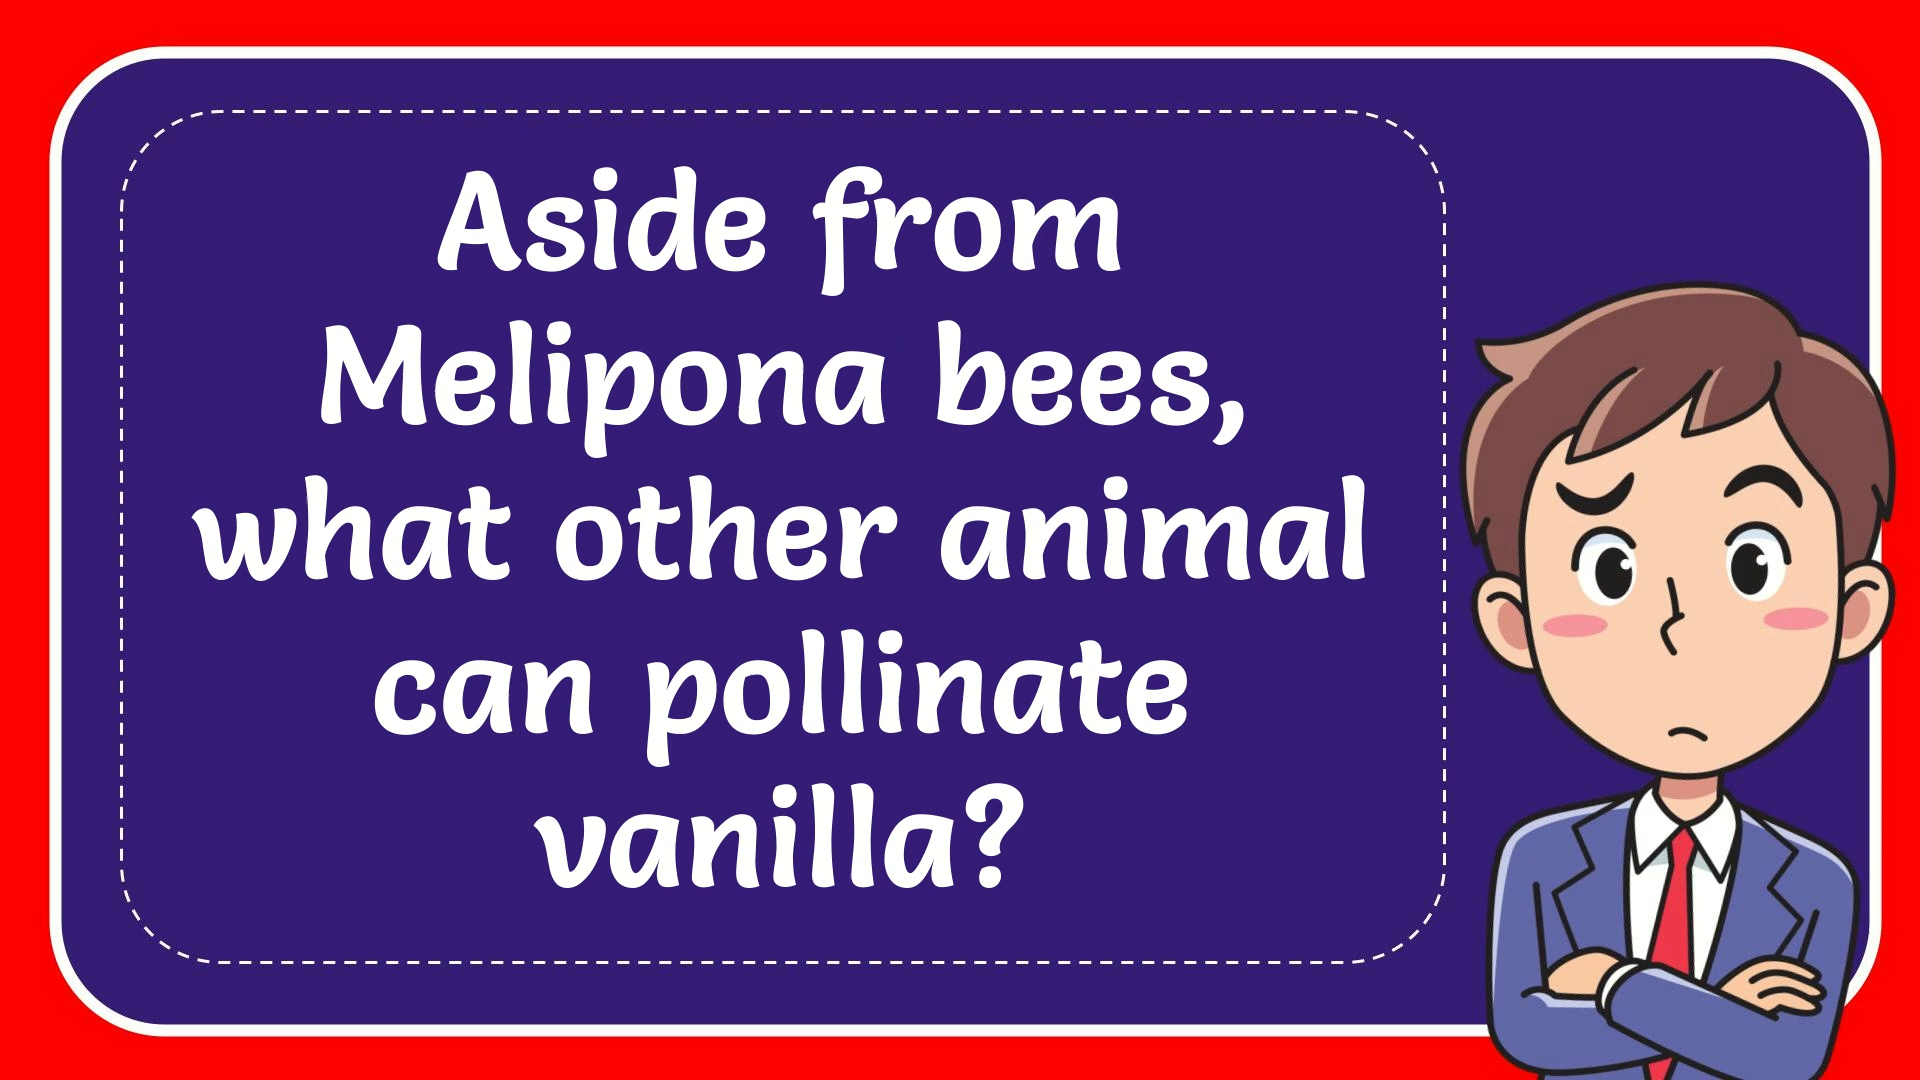 Aside from
Melipona bees,
what other animal
can pollinate
vanilla?